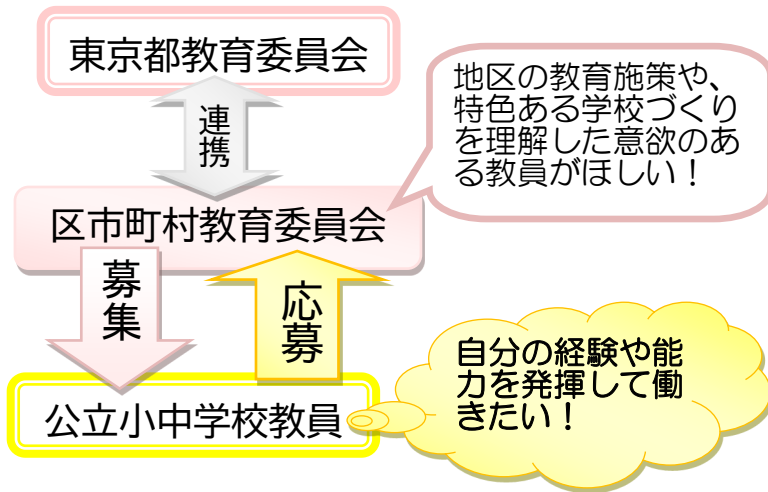 東京都教育委員会
連携
地区の教育施策や、
特色ある学校づくり
を理解した意欲のあ
る教員がほしい！
区市町村教育委員会
募集
応募
自分の経験や能
力を発揮して働
きたい！
公立小中学校教員